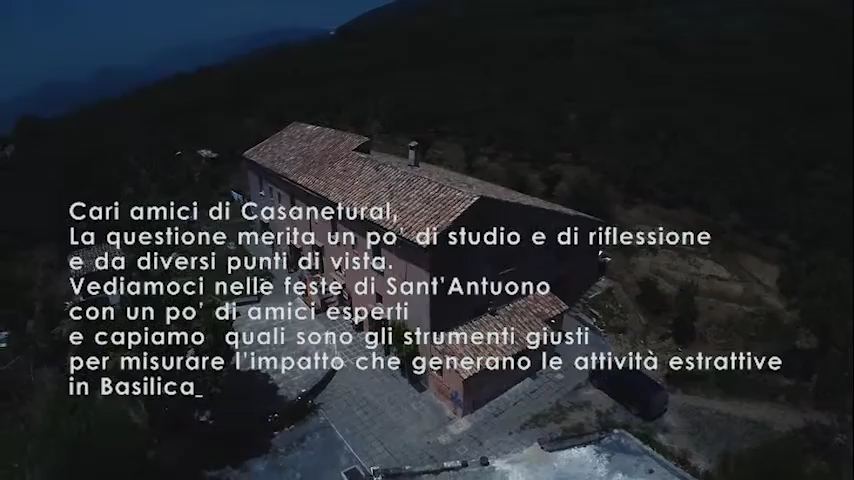 Cari amici di Casanetural,
La questione merita un po' di studio e di riflessione
e da diversi punti di vista.
Vediamoci nelle feste di Sant'Antuono
con un po' di amici esperti
e capiamo  quali sono gli strumenti giusti
per misurare l'impatto che generano le attività estrattive
in Basilica_